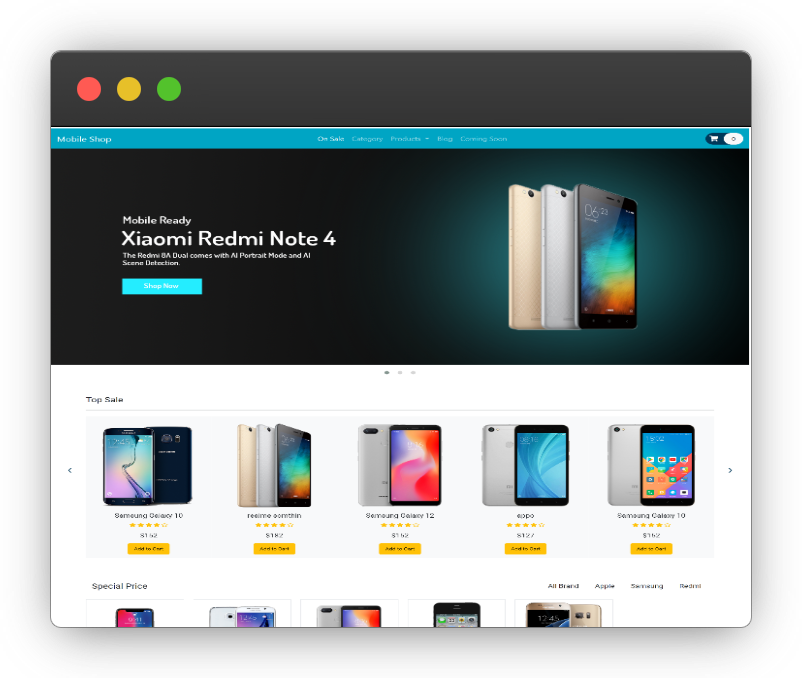 Mobile Shop
On Sale Category Products Blog Coming Soon
0
Mobile Ready
Xiaomi Redmi Note 4
The Redmi 8A Dual comes with AI Portrait Mode and AI
Scene Detection.
Shop Now
Top Sale
Samsung Galaxy 10 realme somthin Samsung Galaxy 12 appo Samsung Galaxy 10
$152 $182 $152 $127 $152
Add to Cart Add to Cart Add to Cart Add to Cart Add to Cart
Special Price
All Brand Apple Samsung Redmi